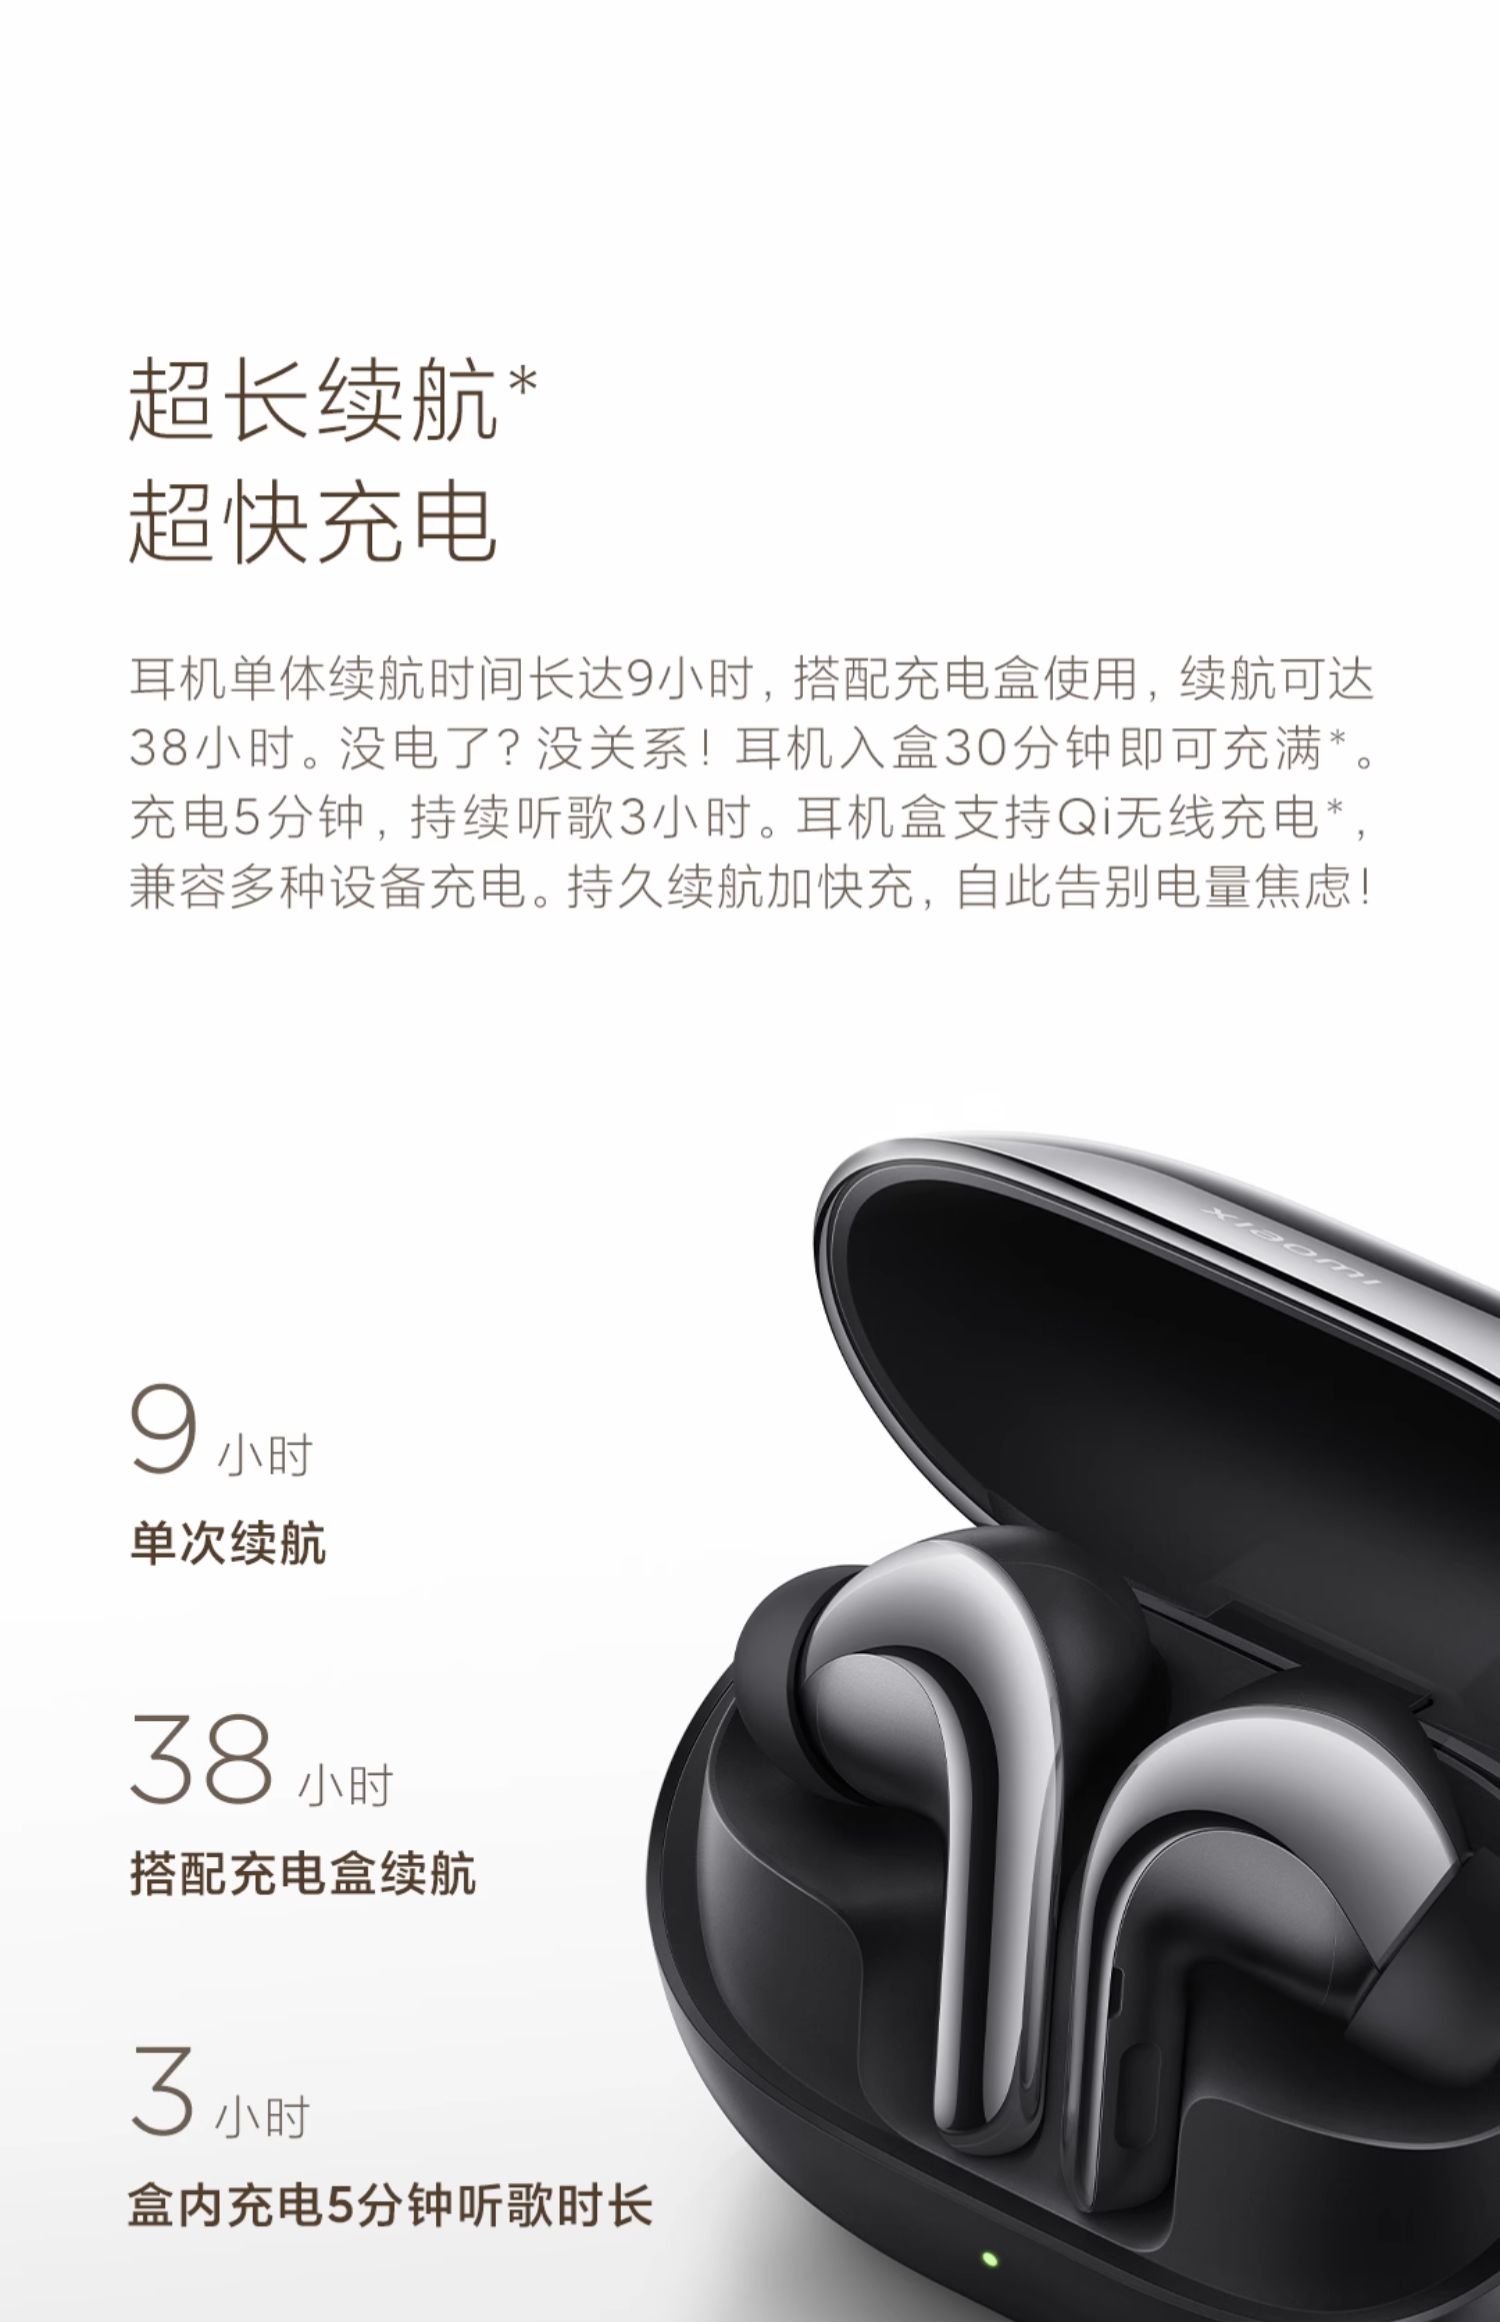 超长续航*
超快充电
耳机单体续航时间长达9小时，搭配充电盒使用，续航可达
38小时。没电了？没关系！耳机入盒30分钟即可充满*。
充电5分钟，持续听歌3小时。耳机盒支持Qi无线充电*，
兼容多种设备充电。持久续航加快充，自此告别电量焦虑！
xiaomi
9 小时
单次续航
38 小时
搭配充电盒续航
3 小时
盒内充电5分钟听歌时长